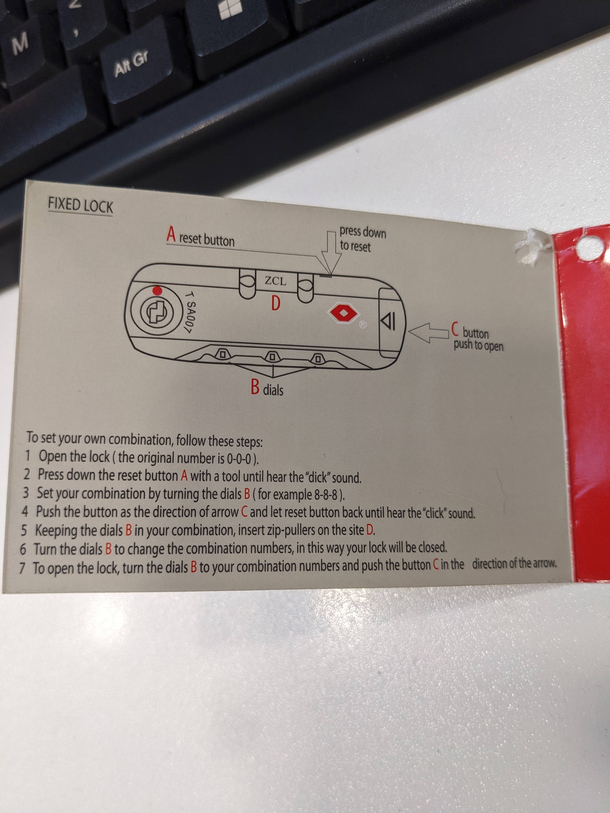 M
<
,
Alt Gr
FIXED LOCK
A reset button
press down
to reset
ZCL
D
T SA007
®
C button
push to open
B dials
To set your own combination, follow these steps:
1 Open the lock ( the original number is 0-0-0 ).
2 Press down the reset button A with a tool until hear the "click" sound.
3 Set your combination by turning the dials B ( for example 8-8-8 ).
4 Push the button as the direction of arrow C and let reset button back until hear the "click" sound.
5 Keeping the dials B in your combination, insert zip-pullers on the site D.
6 Turn the dials B to change the combination numbers, in this way your lock will be closed.
7 To open the lock, turn the dials B to your combination numbers and push the button C in the direction of the arrow.